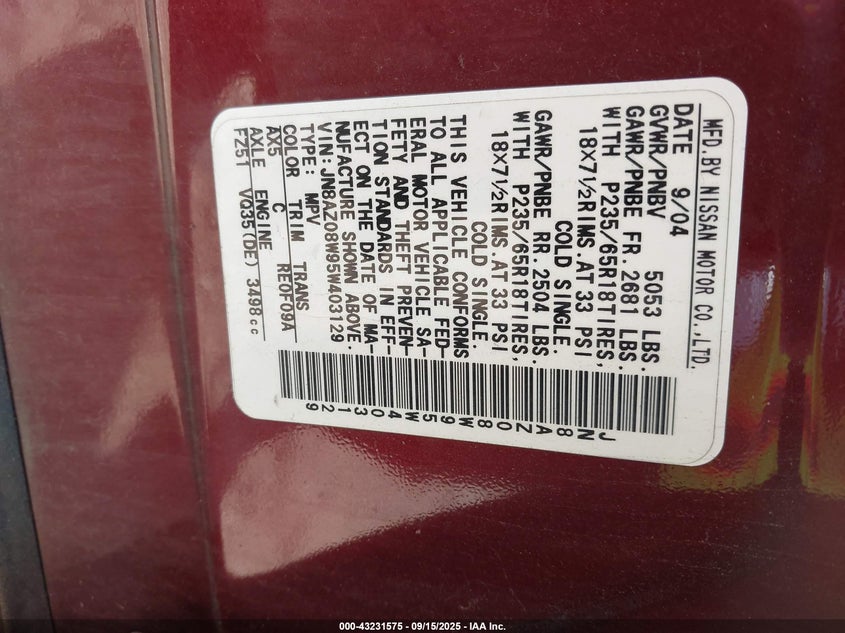 MFD.BY NISSAN MOTOR CO.,LTD.
DATE 9/04
GVWR/PNBV 5053 LBS.
GAWR/PNBE FR. 2681 LBS.
WITH P235/65R18TIRES,
18X7½RIMS.AT 33 PSI
COLD SINGLE.
GAWR/PNBE RR. 2504 LBS.
WITH P235/65R18TIRES,
18X7½RIMS.AT 33 PSI
COLD SINGLE.
THIS VEHICLE CONFORMS
TO ALL APPLICABLE FED-
ERAL MOTOR VEHICLE SA-
FETY AND THEFT PREVEN-
TION STANDARDS IN EFF-
ECT ON THE DATE OF MA-
NUFACTURE SHOWN ABOVE.
VIN:JN8AZ08W95W403129
TYPE: MPV
COLOR TRIM TRANS
AX5 C RE0F09A
AXLE ENGINE
FZ51 VQ35(DE) 3498cc
JN8AZ08W95W403129
000-43231575 - 09/15/2025 - IAA Inc.